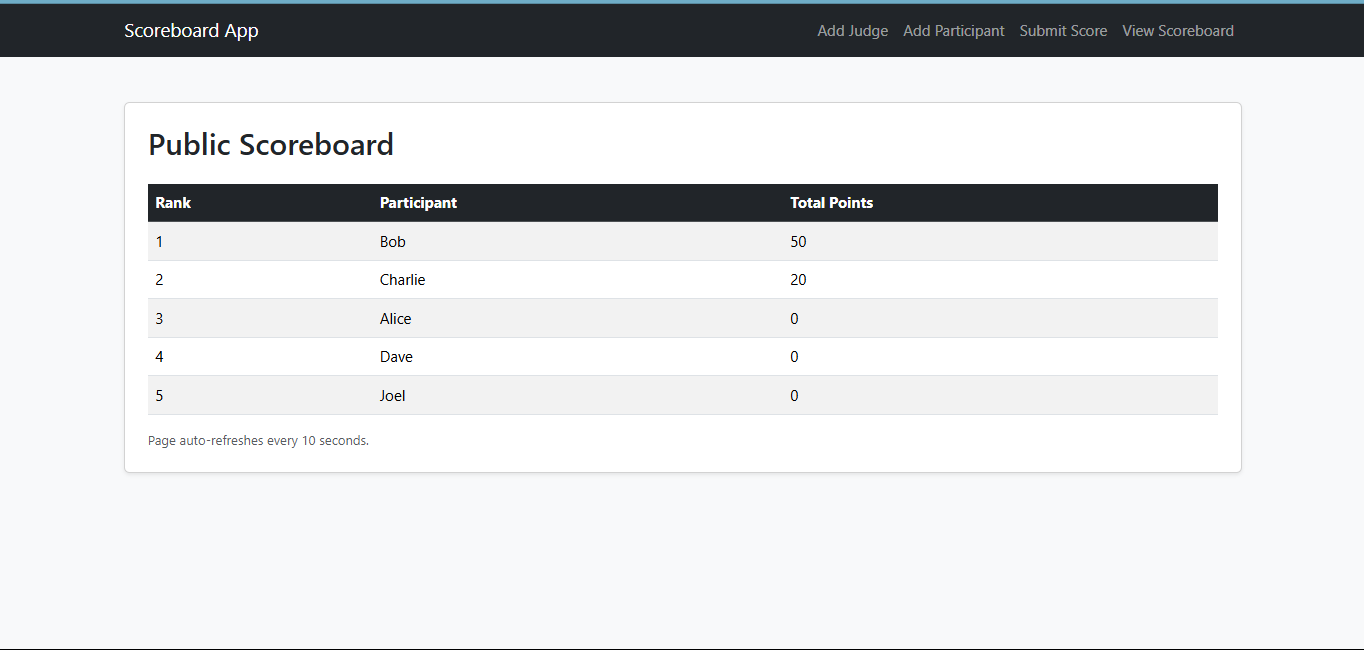 Scoreboard App Add Judge Add Participant Submit Score View Scoreboard
Public Scoreboard
Rank Participant Total Points
1 Bob 50
2 Charlie 20
3 Alice 0
4 Dave 0
5 Joel 0
Page auto-refreshes every 10 seconds.